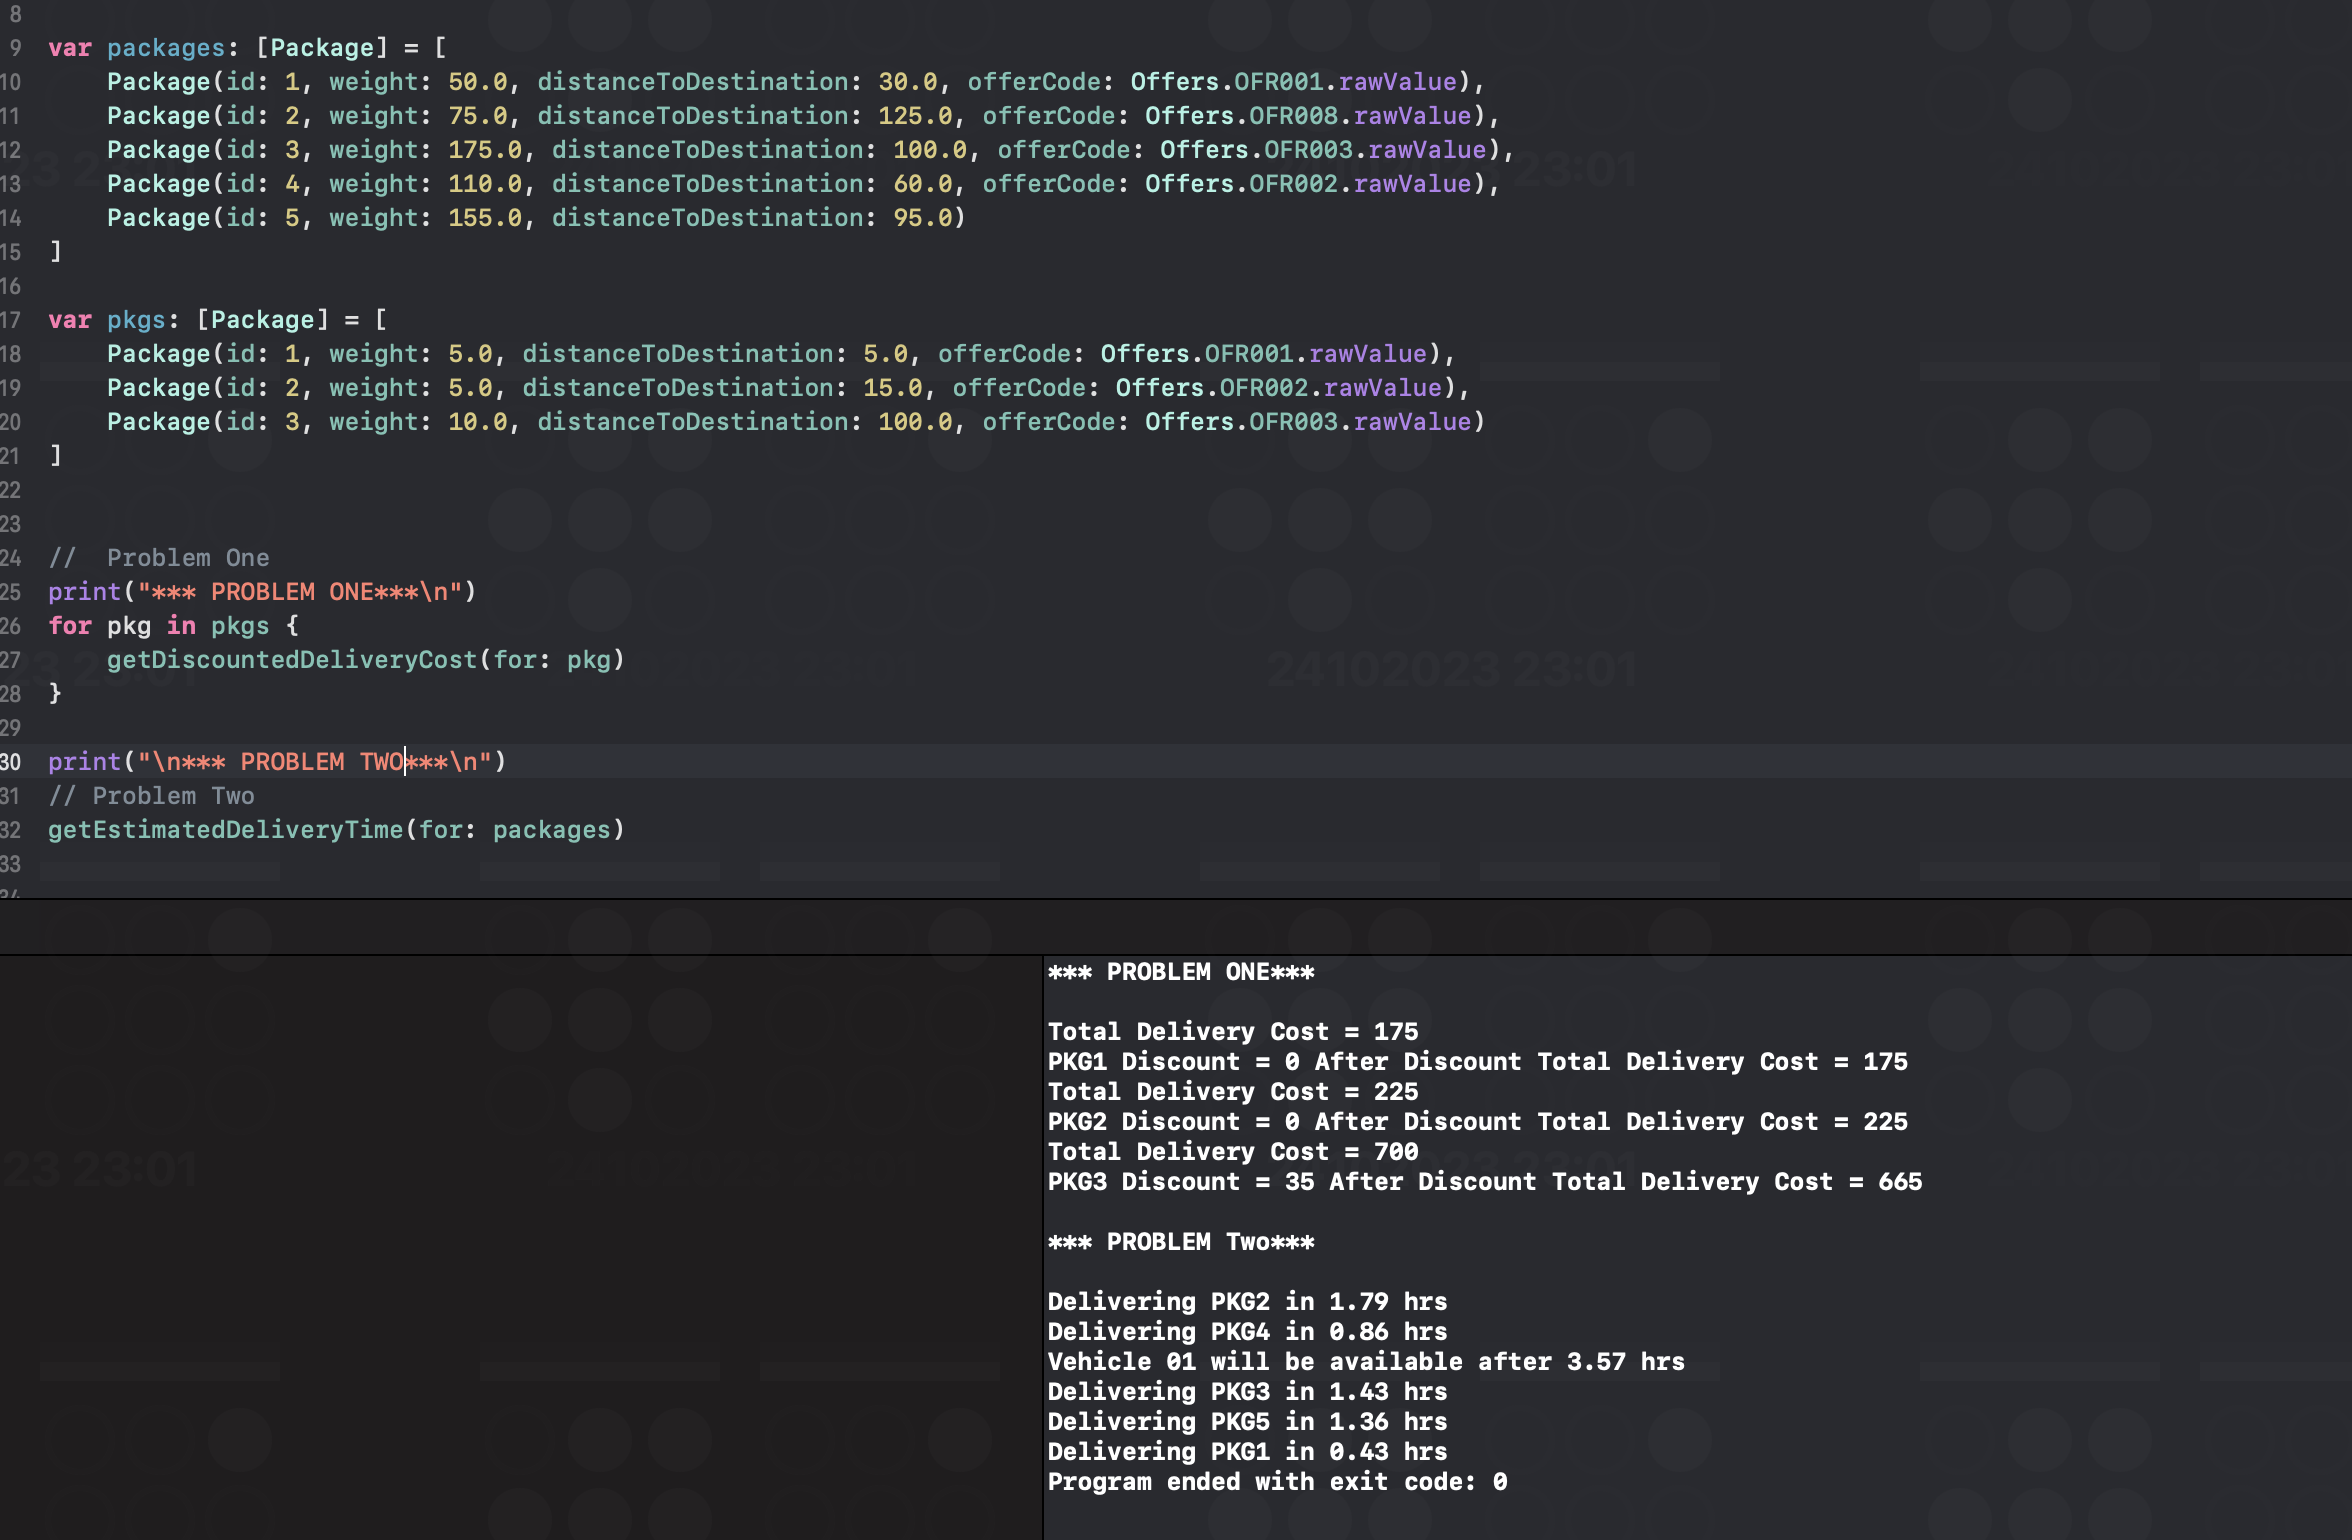 8
9 var packages: [Package] = [
10 Package(id: 1, weight: 50.0, distanceToDestination: 30.0, offerCode: Offers.OFR001.rawValue),
11 Package(id: 2, weight: 75.0, distanceToDestination: 125.0, offerCode: Offers.OFR008.rawValue),
12 Package(id: 3, weight: 175.0, distanceToDestination: 100.0, offerCode: Offers.OFR003.rawValue),
13 Package(id: 4, weight: 110.0, distanceToDestination: 60.0, offerCode: Offers.OFR002.rawValue),
14 Package(id: 5, weight: 155.0, distanceToDestination: 95.0)
15 ]
16
17 var pkgs: [Package] = [
18 Package(id: 1, weight: 5.0, distanceToDestination: 5.0, offerCode: Offers.OFR001.rawValue),
19 Package(id: 2, weight: 5.0, distanceToDestination: 15.0, offerCode: Offers.OFR002.rawValue),
20 Package(id: 3, weight: 10.0, distanceToDestination: 100.0, offerCode: Offers.OFR003.rawValue)
21 ]
22
23
24 //  Problem One
25 print("*** PROBLEM ONE***\n")
26 for pkg in pkgs {
27 getDiscountedDeliveryCost(for: pkg)
24102023 23:01
28 }
29
30 print("\n*** PROBLEM TWO***\n")
31 // Problem Two
32 getEstimatedDeliveryTime(for: packages)
33
34
*** PROBLEM ONE***
Total Delivery Cost = 175
PKG1 Discount = 0 After Discount Total Delivery Cost = 175
Total Delivery Cost = 225
PKG2 Discount = 0 After Discount Total Delivery Cost = 225
Total Delivery Cost = 700
PKG3 Discount = 35 After Discount Total Delivery Cost = 665
*** PROBLEM Two***
Delivering PKG2 in 1.79 hrs
Delivering PKG4 in 0.86 hrs
Vehicle 01 will be available after 3.57 hrs
Delivering PKG3 in 1.43 hrs
Delivering PKG5 in 1.36 hrs
Delivering PKG1 in 0.43 hrs
Program ended with exit code: 0